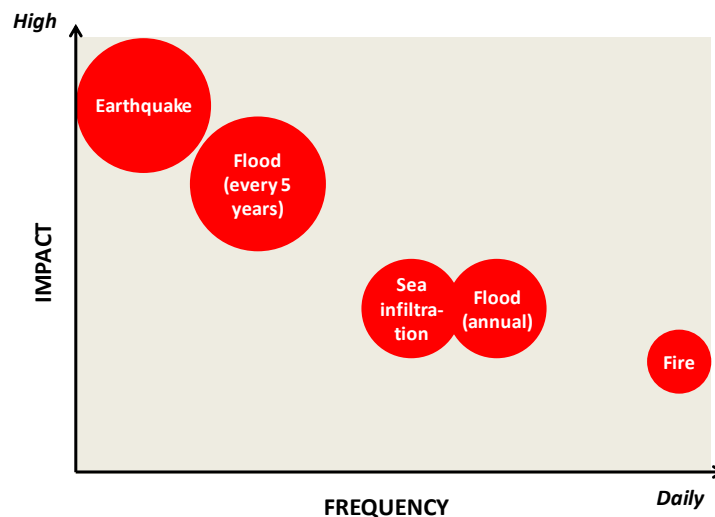 High
Earthquake
Flood
(every 5
years)
IMPACT
Sea
infiltra-
tion
Flood
(annual)
Fire
Daily
FREQUENCY